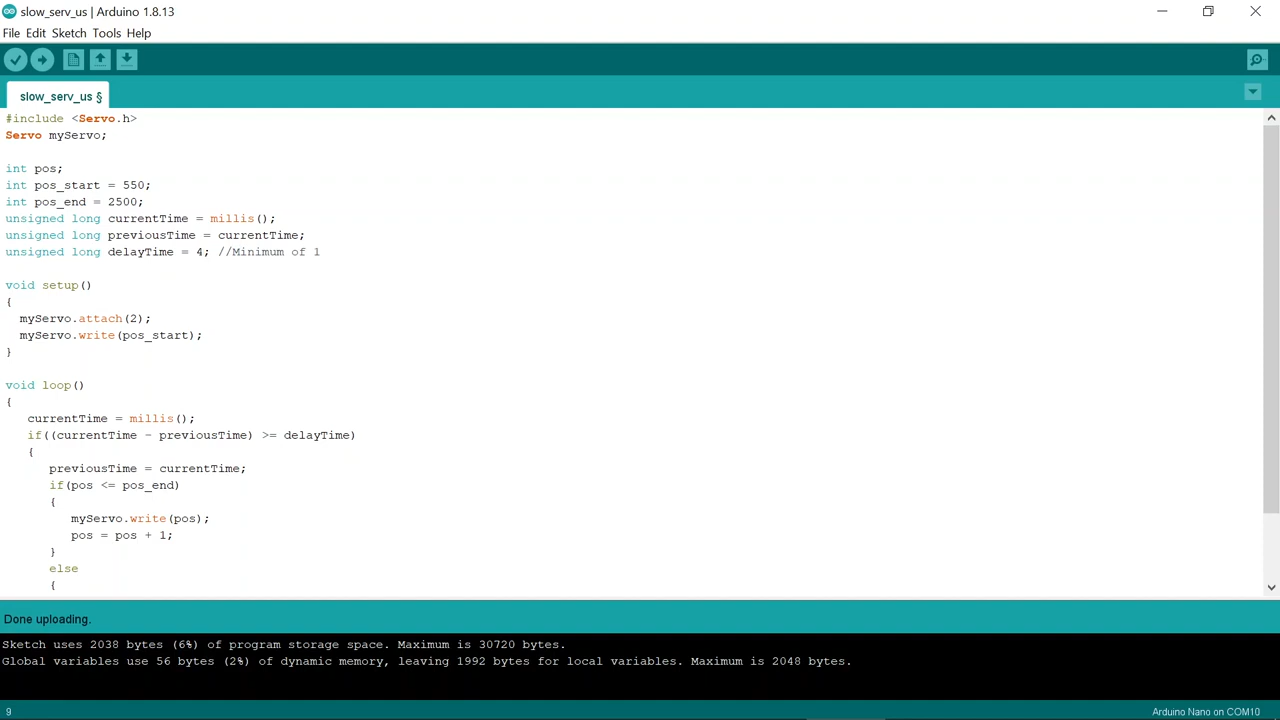 slow_serv_us | Arduino 1.8.13
File Edit Sketch Tools Help
slow_serv_us §
#include <Servo.h>
Servo myServo;

int pos;
int pos_start = 550;
int pos_end = 2500;
unsigned long currentTime = millis();
unsigned long previousTime = currentTime;
unsigned long delayTime = 4; //Minimum of 1

void setup()
{
  myServo.attach(2);
  myServo.write(pos_start);
}

void loop()
{
   currentTime = millis();
   if((currentTime - previousTime) >= delayTime)
   {
      previousTime = currentTime;
      if(pos <= pos_end)
      {
         myServo.write(pos);
         pos = pos + 1;
      }
      else
      {
Done uploading.
Sketch uses 2038 bytes (6%) of program storage space. Maximum is 30720 bytes.
Global variables use 56 bytes (2%) of dynamic memory, leaving 1992 bytes for local variables. Maximum is 2048 bytes.
9
Arduino Nano on COM10